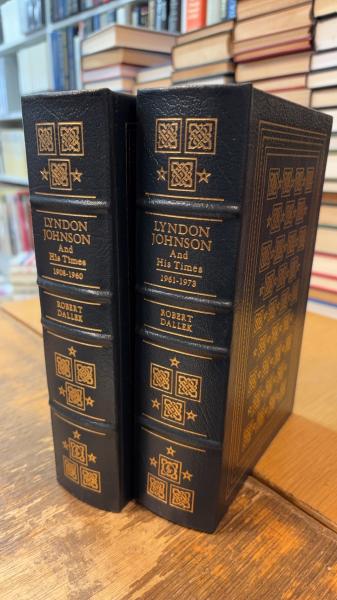 LYNDON
JOHNSON
And
His Times
1908-1960
ROBERT
DALLEK
LYNDON
JOHNSON
And
His Times
1961-1973
ROBERT
DALLEK